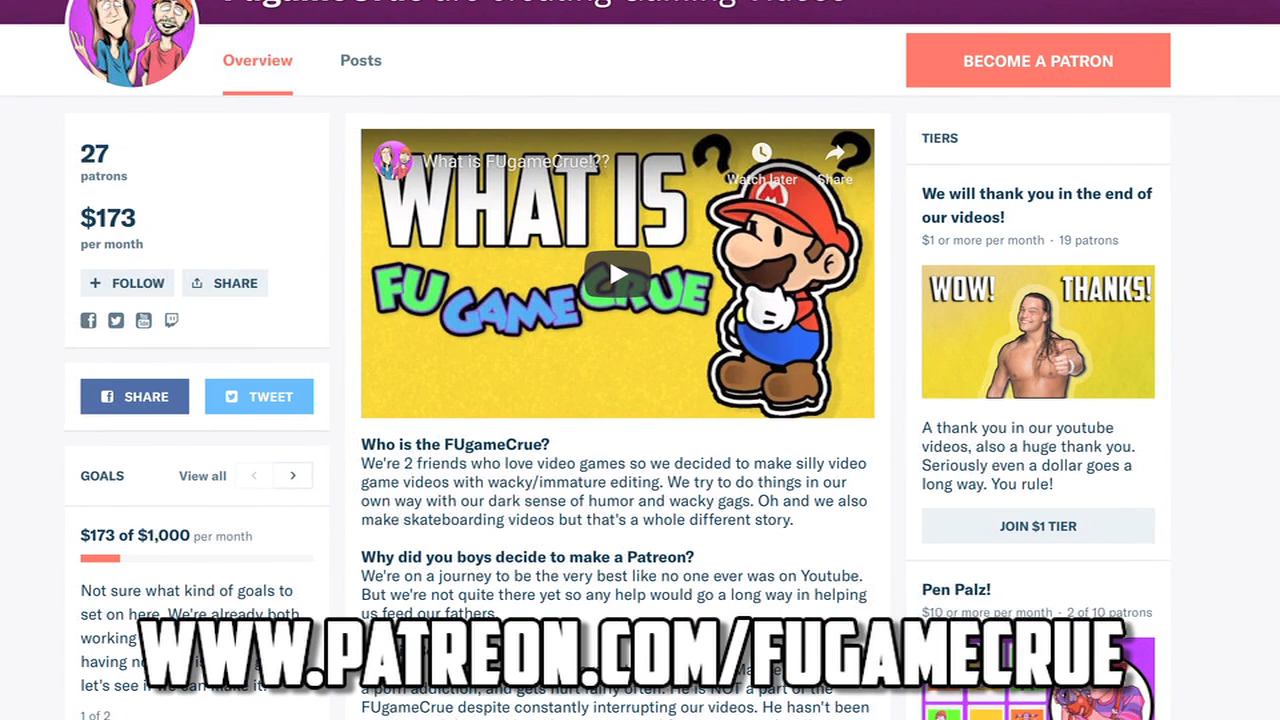 FUgameCrue are creating Gaming Videos
Overview
Posts
BECOME A PATRON
27
patrons
$173
per month
+ FOLLOW
SHARE
SHARE
TWEET
GOALS
View all
$173 of $1,000 per month
Not sure what kind of goals to
set on here. We're already both
working
having no
let's see if we can make it!
1 of 2
What is FUgameCrue!??
Watch later
Share
WHAT IS
FU GAME CRUE
Who is the FUgameCrue?
We're 2 friends who love video games so we decided to make silly video
game videos with wacky/immature editing. We try to do things in our
own way with our dark sense of humor and wacky gags. Oh and we also
make skateboarding videos but that's a whole different story.
Why did you boys decide to make a Patreon?
We're on a journey to be the very best like no one ever was on Youtube.
But we're not quite there yet so any help would go a long way in helping
us feed our fathers.
a porn addiction, and gets hurt fairly often. He is NOT a part of the
FUgameCrue despite constantly interrupting our videos. He hasn't been
TIERS
We will thank you in the end of
our videos!
$1 or more per month · 19 patrons
WOW! THANKS!
A thank you in our youtube
videos, also a huge thank you.
Seriously even a dollar goes a
long way. You rule!
JOIN $1 TIER
Pen Palz!
$10 or more per month · 2 of 10 patrons
WWW.PATREON.COM/FUGAMECRUE